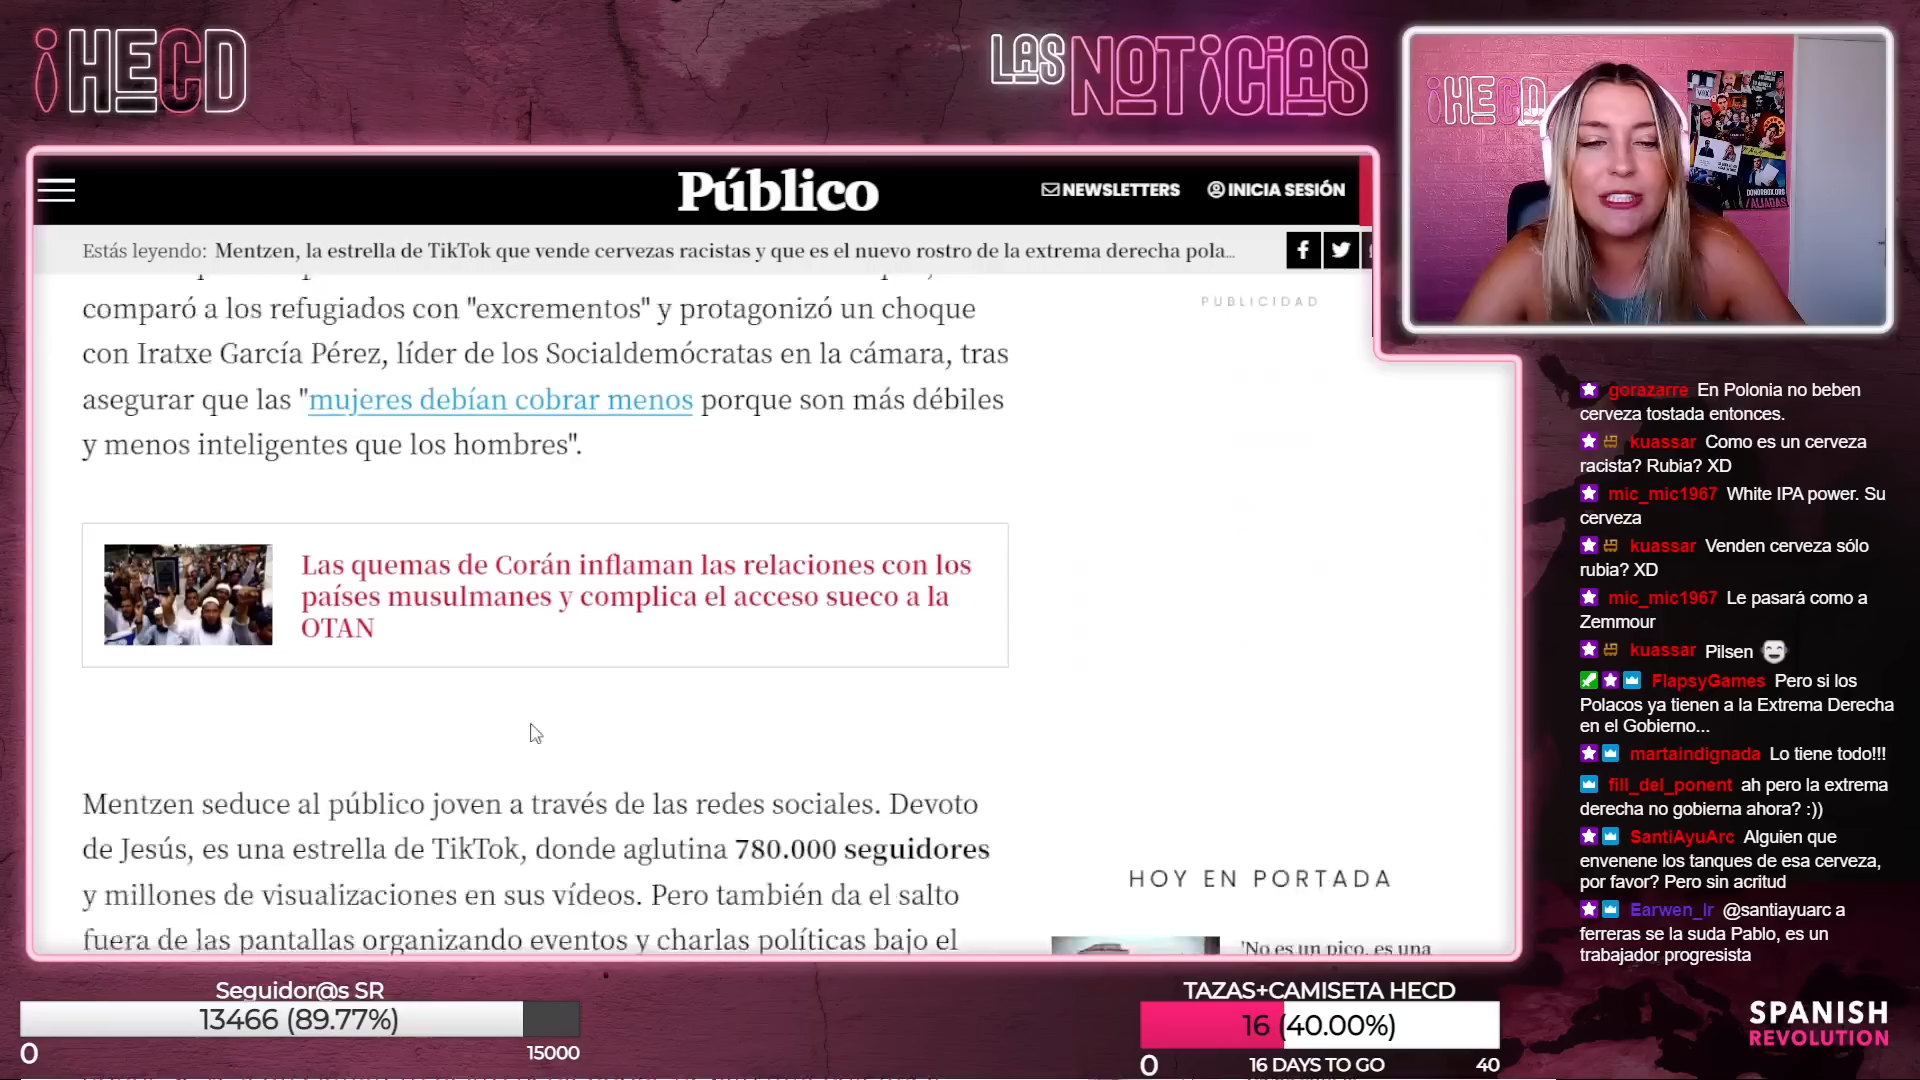 ¡HECD
LAS NOTICIAS
¡HECD
VOX
DONORBOX.ORG
/ALIADAS
Público
NEWSLETTERS
INICIA SESIÓN
Estás leyendo: Mentzen, la estrella de TikTok que vende cervezas racistas y que es el nuevo rostro de la extrema derecha pola...
comparó a los refugiados con "excrementos" y protagonizó un choque
con Iratxe García Pérez, líder de los Socialdemócratas en la cámara, tras
asegurar que las "mujeres debían cobrar menos porque son más débiles
y menos inteligentes que los hombres".
PUBLICIDAD
Las quemas de Corán inflaman las relaciones con los
países musulmanes y complica el acceso sueco a la
OTAN
Mentzen seduce al público joven a través de las redes sociales. Devoto
de Jesús, es una estrella de TikTok, donde aglutina 780.000 seguidores
y millones de visualizaciones en sus vídeos. Pero también da el salto
fuera de las pantallas organizando eventos y charlas políticas bajo el
HOY EN PORTADA
'No es un pico, es una
gorazarre En Polonia no beben
cerveza tostada entonces.
kuassar Como es un cerveza
racista? Rubia? XD
mic_mic1967 White IPA power. Su
cerveza
kuassar Venden cerveza sólo
rubia? XD
mic_mic1967 Le pasará como a
Zemmour
kuassar Pilsen
FlapsyGames Pero si los
Polacos ya tienen a la Extrema Derecha
en el Gobierno...
martaindignada Lo tiene todo!!!
fill_del_ponent ah pero la extrema
derecha no gobierna ahora? :))
SantiAyuArc Alguien que
envenene los tanques de esa cerveza,
por favor? Pero sin acritud
Earwen_Ir @santiayuarc a
ferreras se la suda Pablo, es un
trabajador progresista
Seguidor@s SR
13466 (89.77%)
0
15000
TAZAS+CAMISETA HECD
16 (40.00%)
0
16 DAYS TO GO
40
SPANISH
REVOLUTION